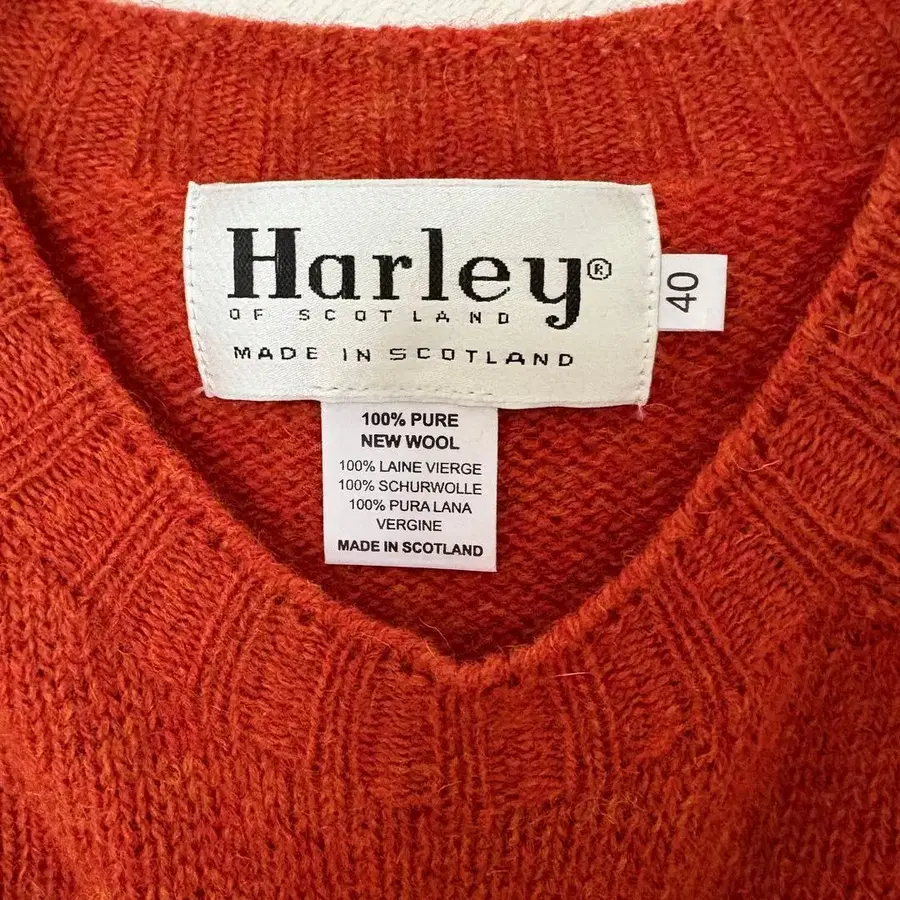 Harley®
OF SCOTLAND
MADE IN SCOTLAND
40
100% PURE
NEW WOOL
100% LAINE VIERGE
100% SCHURWOLLE
100% PURA LANA
VERGINE
MADE IN SCOTLAND